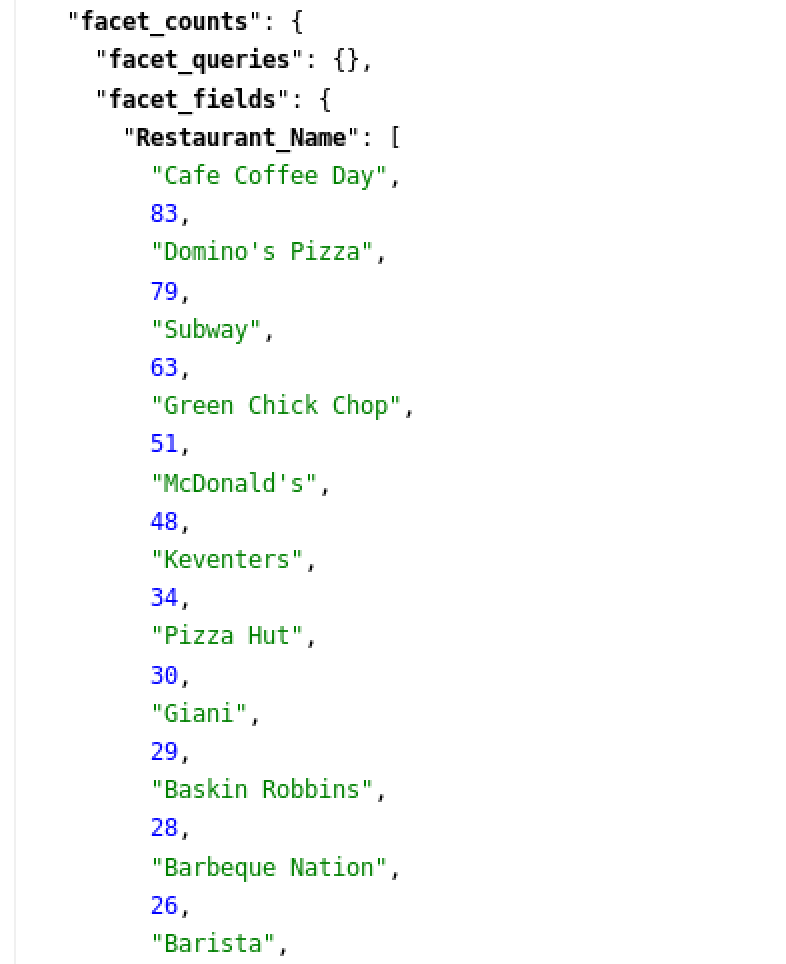 "facet_counts": {
"facet_queries": {},
"facet_fields": {
"Restaurant_Name": [
"Cafe Coffee Day",
83,
"Domino's Pizza",
79,
"Subway",
63,
"Green Chick Chop",
51,
"McDonald's",
48,
"Keventers",
34,
"Pizza Hut",
30,
"Giani",
29,
"Baskin Robbins",
28,
"Barbeque Nation",
26,
"Barista",